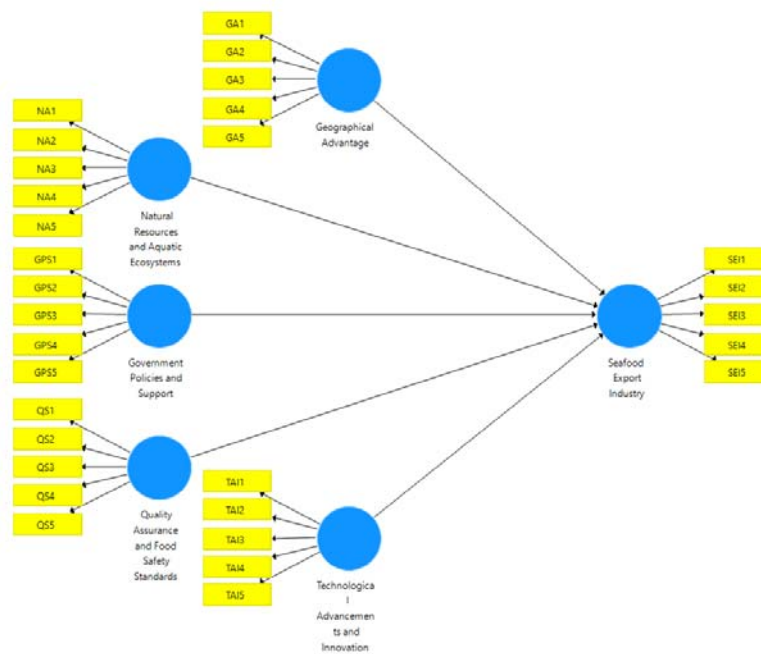 GA1
GA2
GA3
GA4
GA5
Geographical
Advantage
NA1
NA2
NA3
NA4
NA5
Natural
Resources
and Aquatic
Ecosystems
GPS1
GPS2
GPS3
GPS4
GPS5
Government
Policies and
Support
SEI1
SEI2
SEI3
SEI4
SEI5
Seafood
Export
Industry
QS1
QS2
QS3
QS4
QS5
Quality
Assurance
and Food
Safety
Standards
TAI1
TAI2
TAI3
TAI4
TAI5
Technologica
l
Advancemen
ts and
Innovation